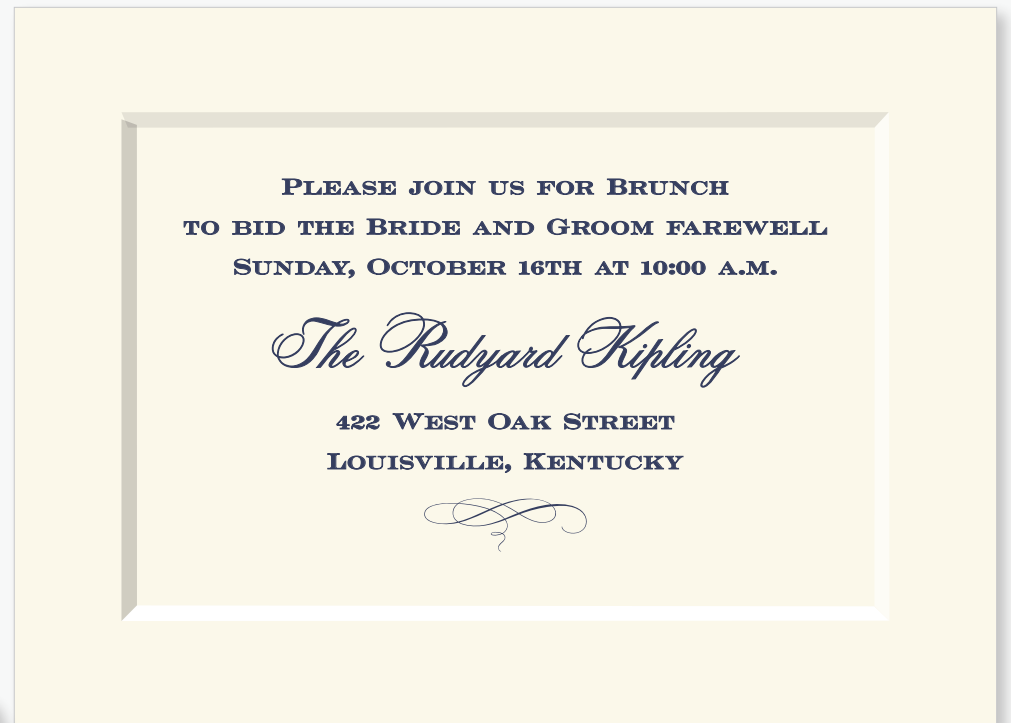 Please join us for Brunch
to bid the Bride and Groom farewell
Sunday, October 16th at 10:00 a.m.
The Rudyard Kipling
422 West Oak Street
Louisville, Kentucky